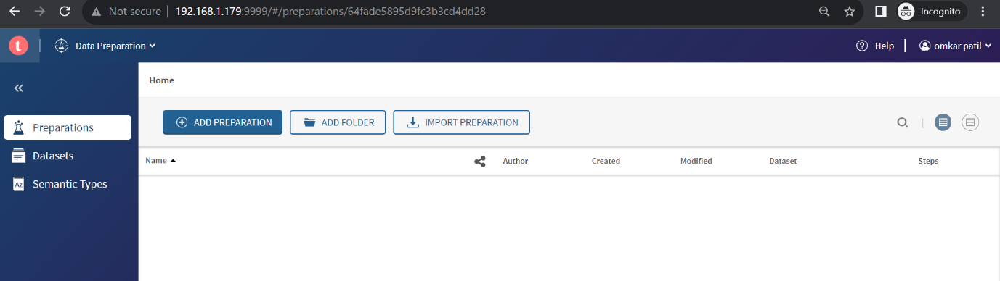 Not secure 192.168.1.179:9999/#/preparations/64fade5895d9fc3b3cd4dd28 Incognito
t Data Preparation Help omkar patil
Home
ADD PREPARATION ADD FOLDER IMPORT PREPARATION
Preparations
Datasets
Az Semantic Types
Name Author Created Modified Dataset Steps